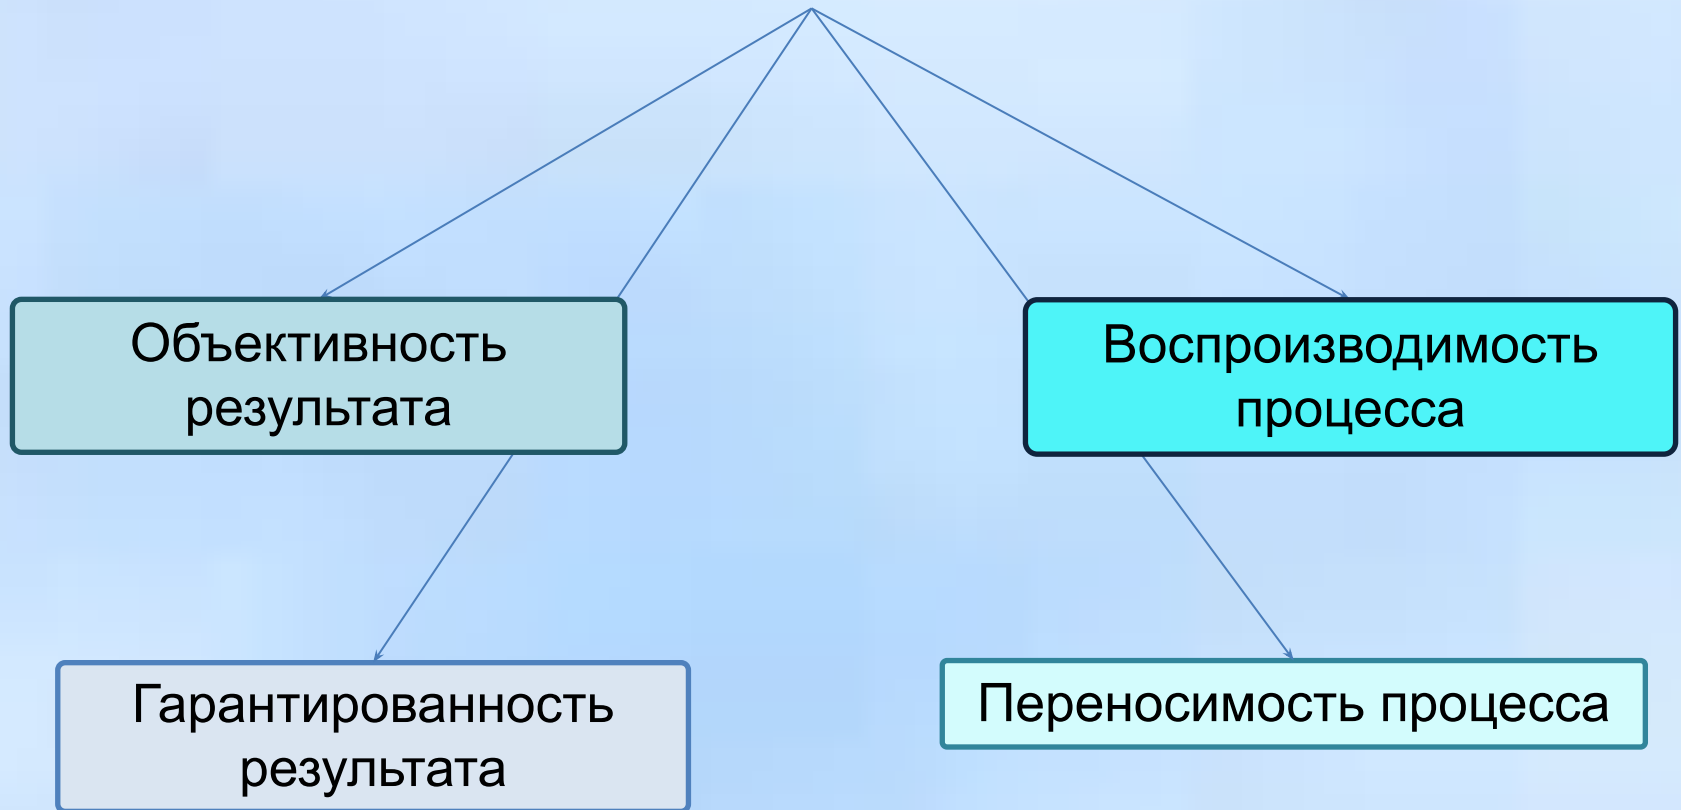 Объективность
результата
Воспроизводимость
процесса
Гарантированность
результата
Переносимость процесса